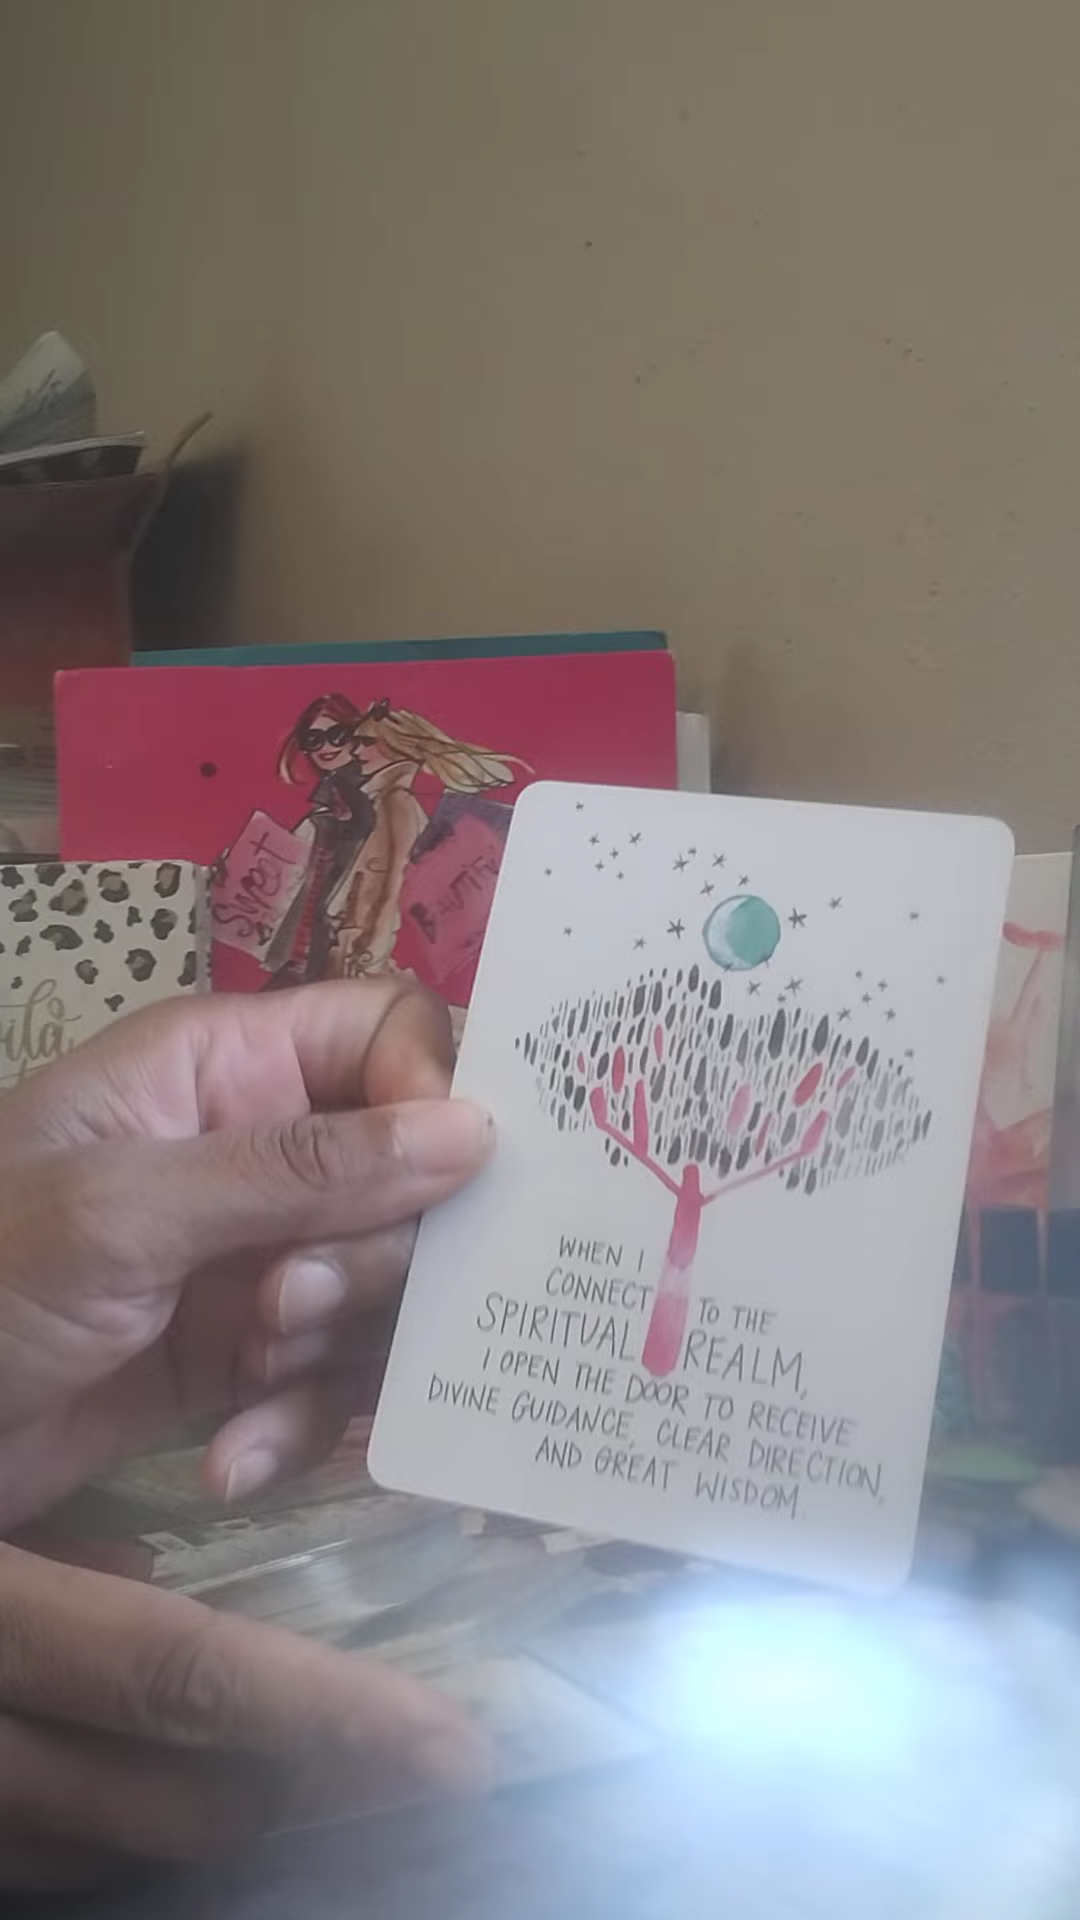 Sweet
WHEN I
CONNECT TO THE
SPIRITUAL REALM,
I OPEN THE DOOR TO RECEIVE
DIVINE GUIDANCE, CLEAR DIRECTION,
AND GREAT WISDOM.